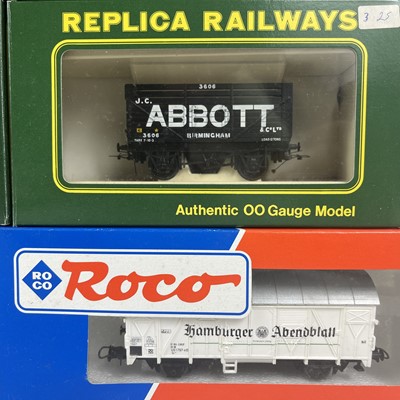 REPLICA RAILWAYS
3 25
3606
J.C.
ABBOTT
3606
BIRMINGHAM
& Co LTD
Authentic OO Gauge Model
ROCO
Roco
Hamburger Abendblatt